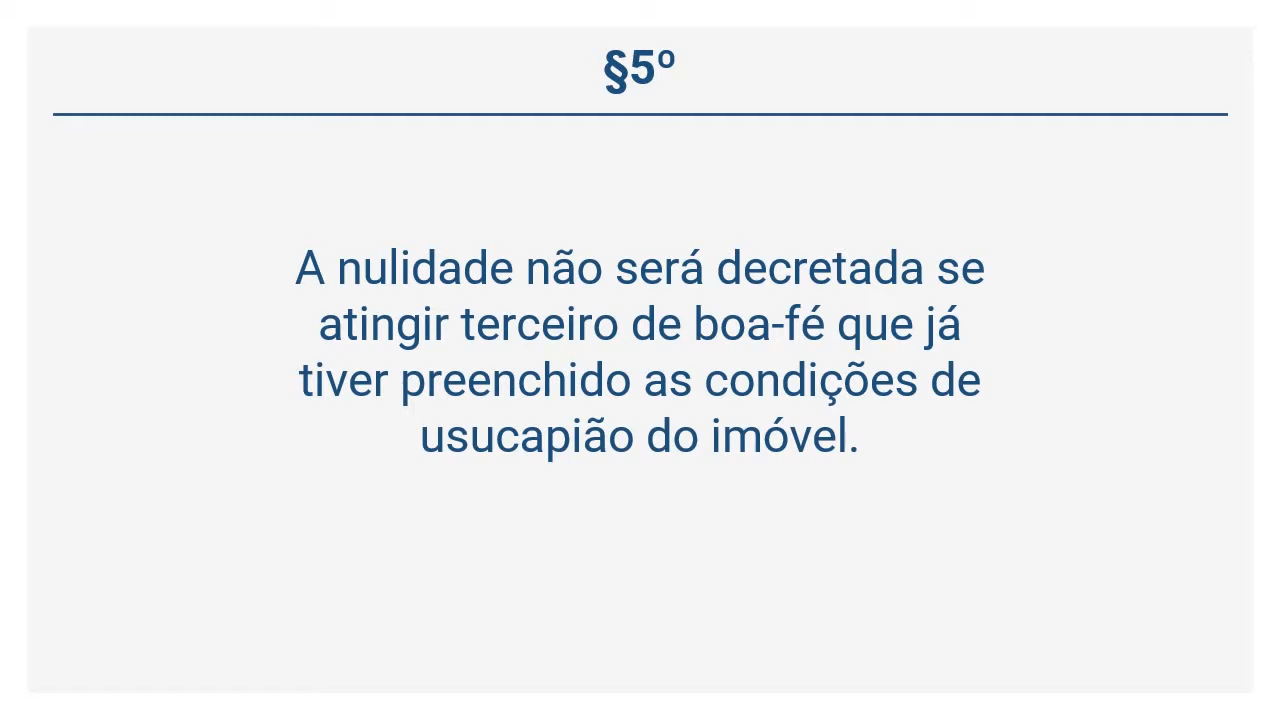 §5º
A nulidade não será decretada se
atingir terceiro de boa-fé que já
tiver preenchido as condições de
usucapião do imóvel.